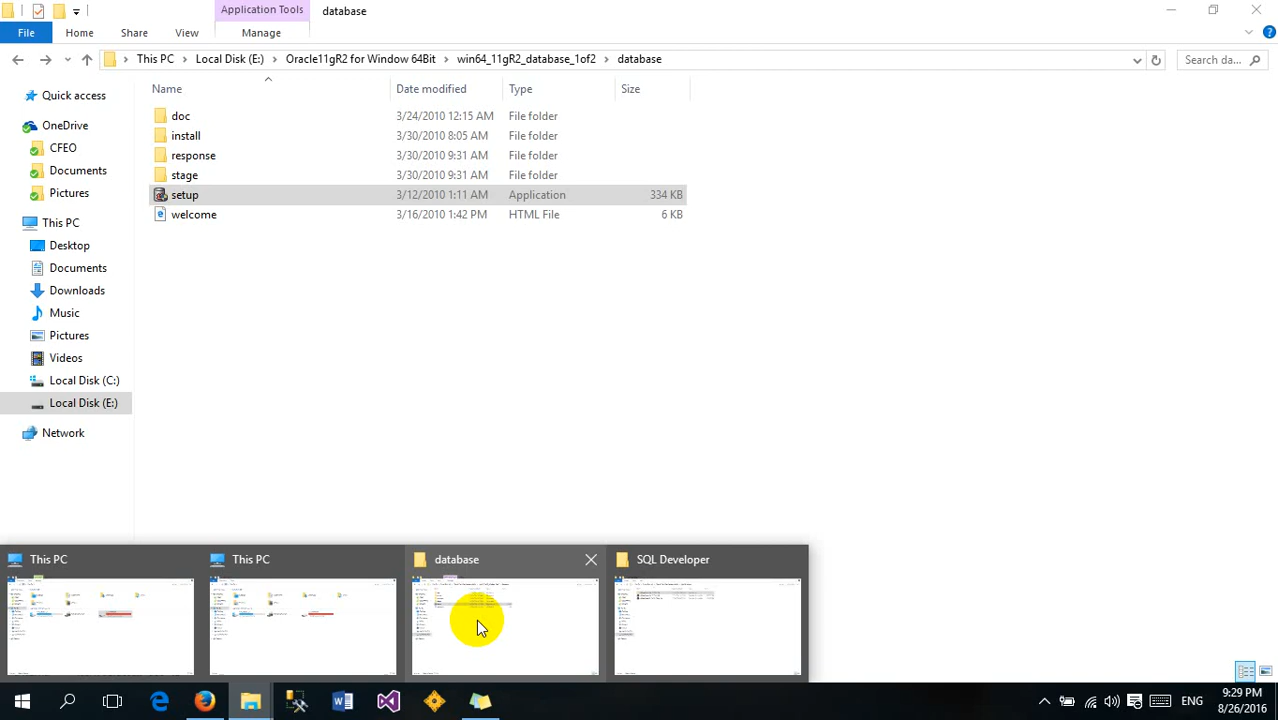 Application Tools
database
File
Home
Share
View
Manage
This PC
Local Disk (E:)
Oracle11gR2 for Window 64Bit
win64_11gR2_database_1of2
database
Search da...
Name
Date modified
Type
Size
Quick access
OneDrive
CFEO
Documents
Pictures
This PC
Desktop
Documents
Downloads
Music
Pictures
Videos
Local Disk (C:)
Local Disk (E:)
Network
doc 3/24/2010 12:15 AM File folder
install 3/30/2010 8:05 AM File folder
response 3/30/2010 9:31 AM File folder
stage 3/30/2010 9:31 AM File folder
setup 3/12/2010 1:11 AM Application 334 KB
welcome 3/16/2010 1:42 PM HTML File 6 KB
This PC
This PC
database
SQL Developer
ENG
9:29 PM
8/26/2016